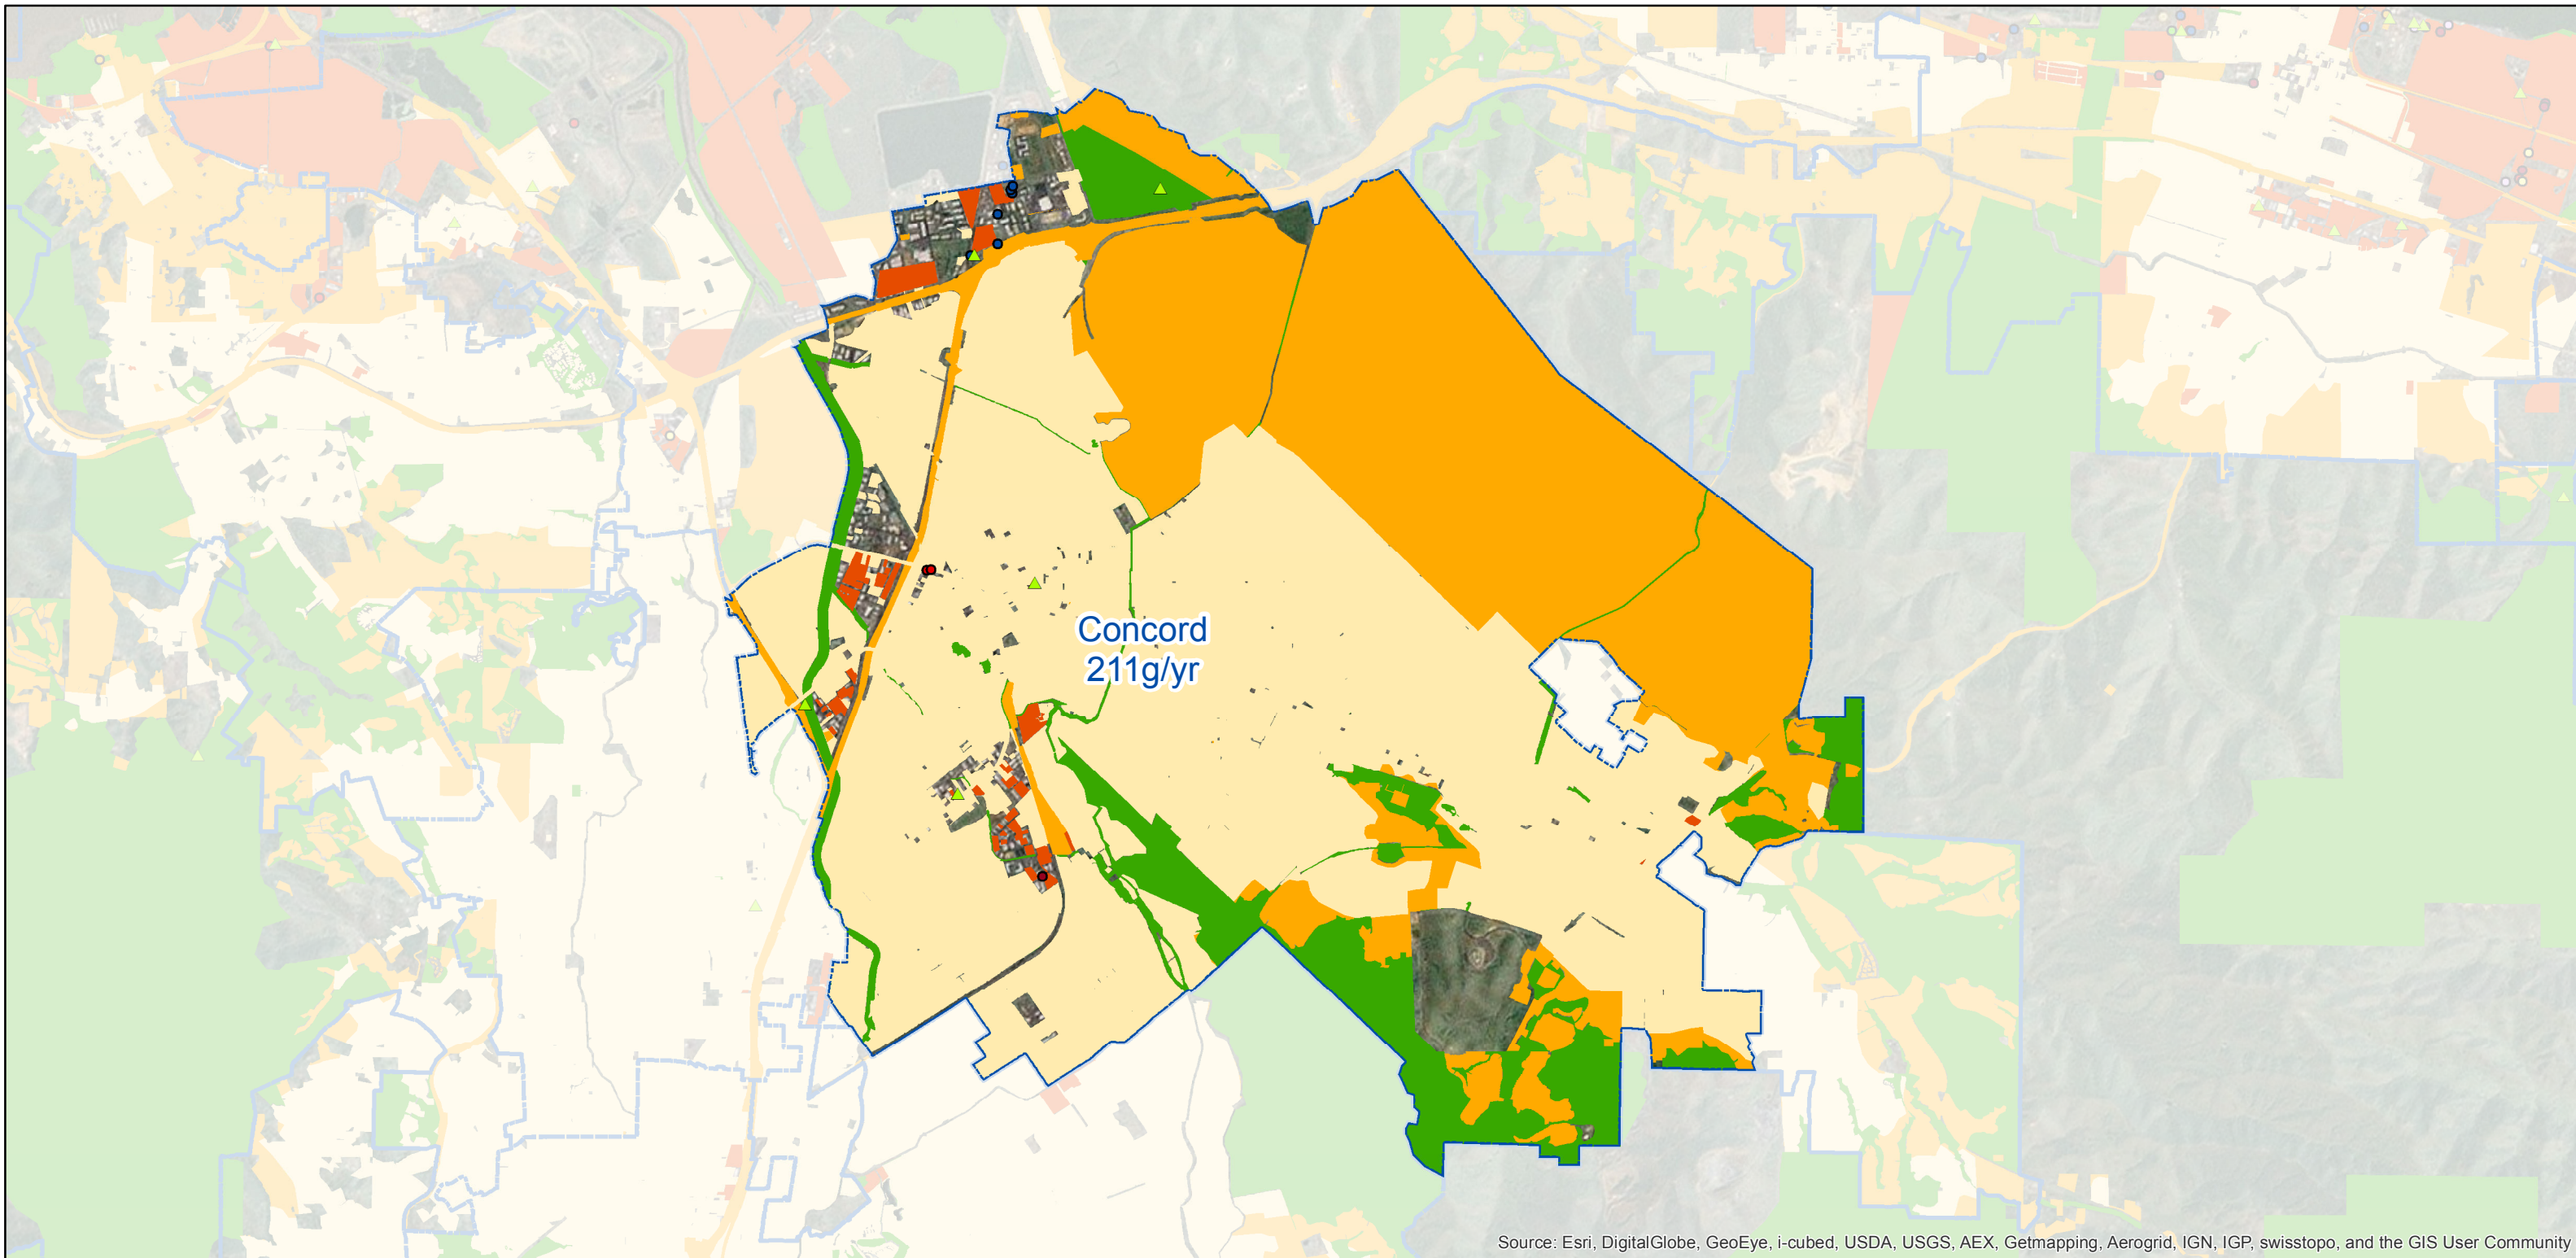 Concord
211g/yr
Source: Esri, DigitalGlobe, GeoEye, i-cubed, USDA, USGS, AEX, Getmapping, Aerogrid, IGN, IGP, swisstopo, and the GIS User Community